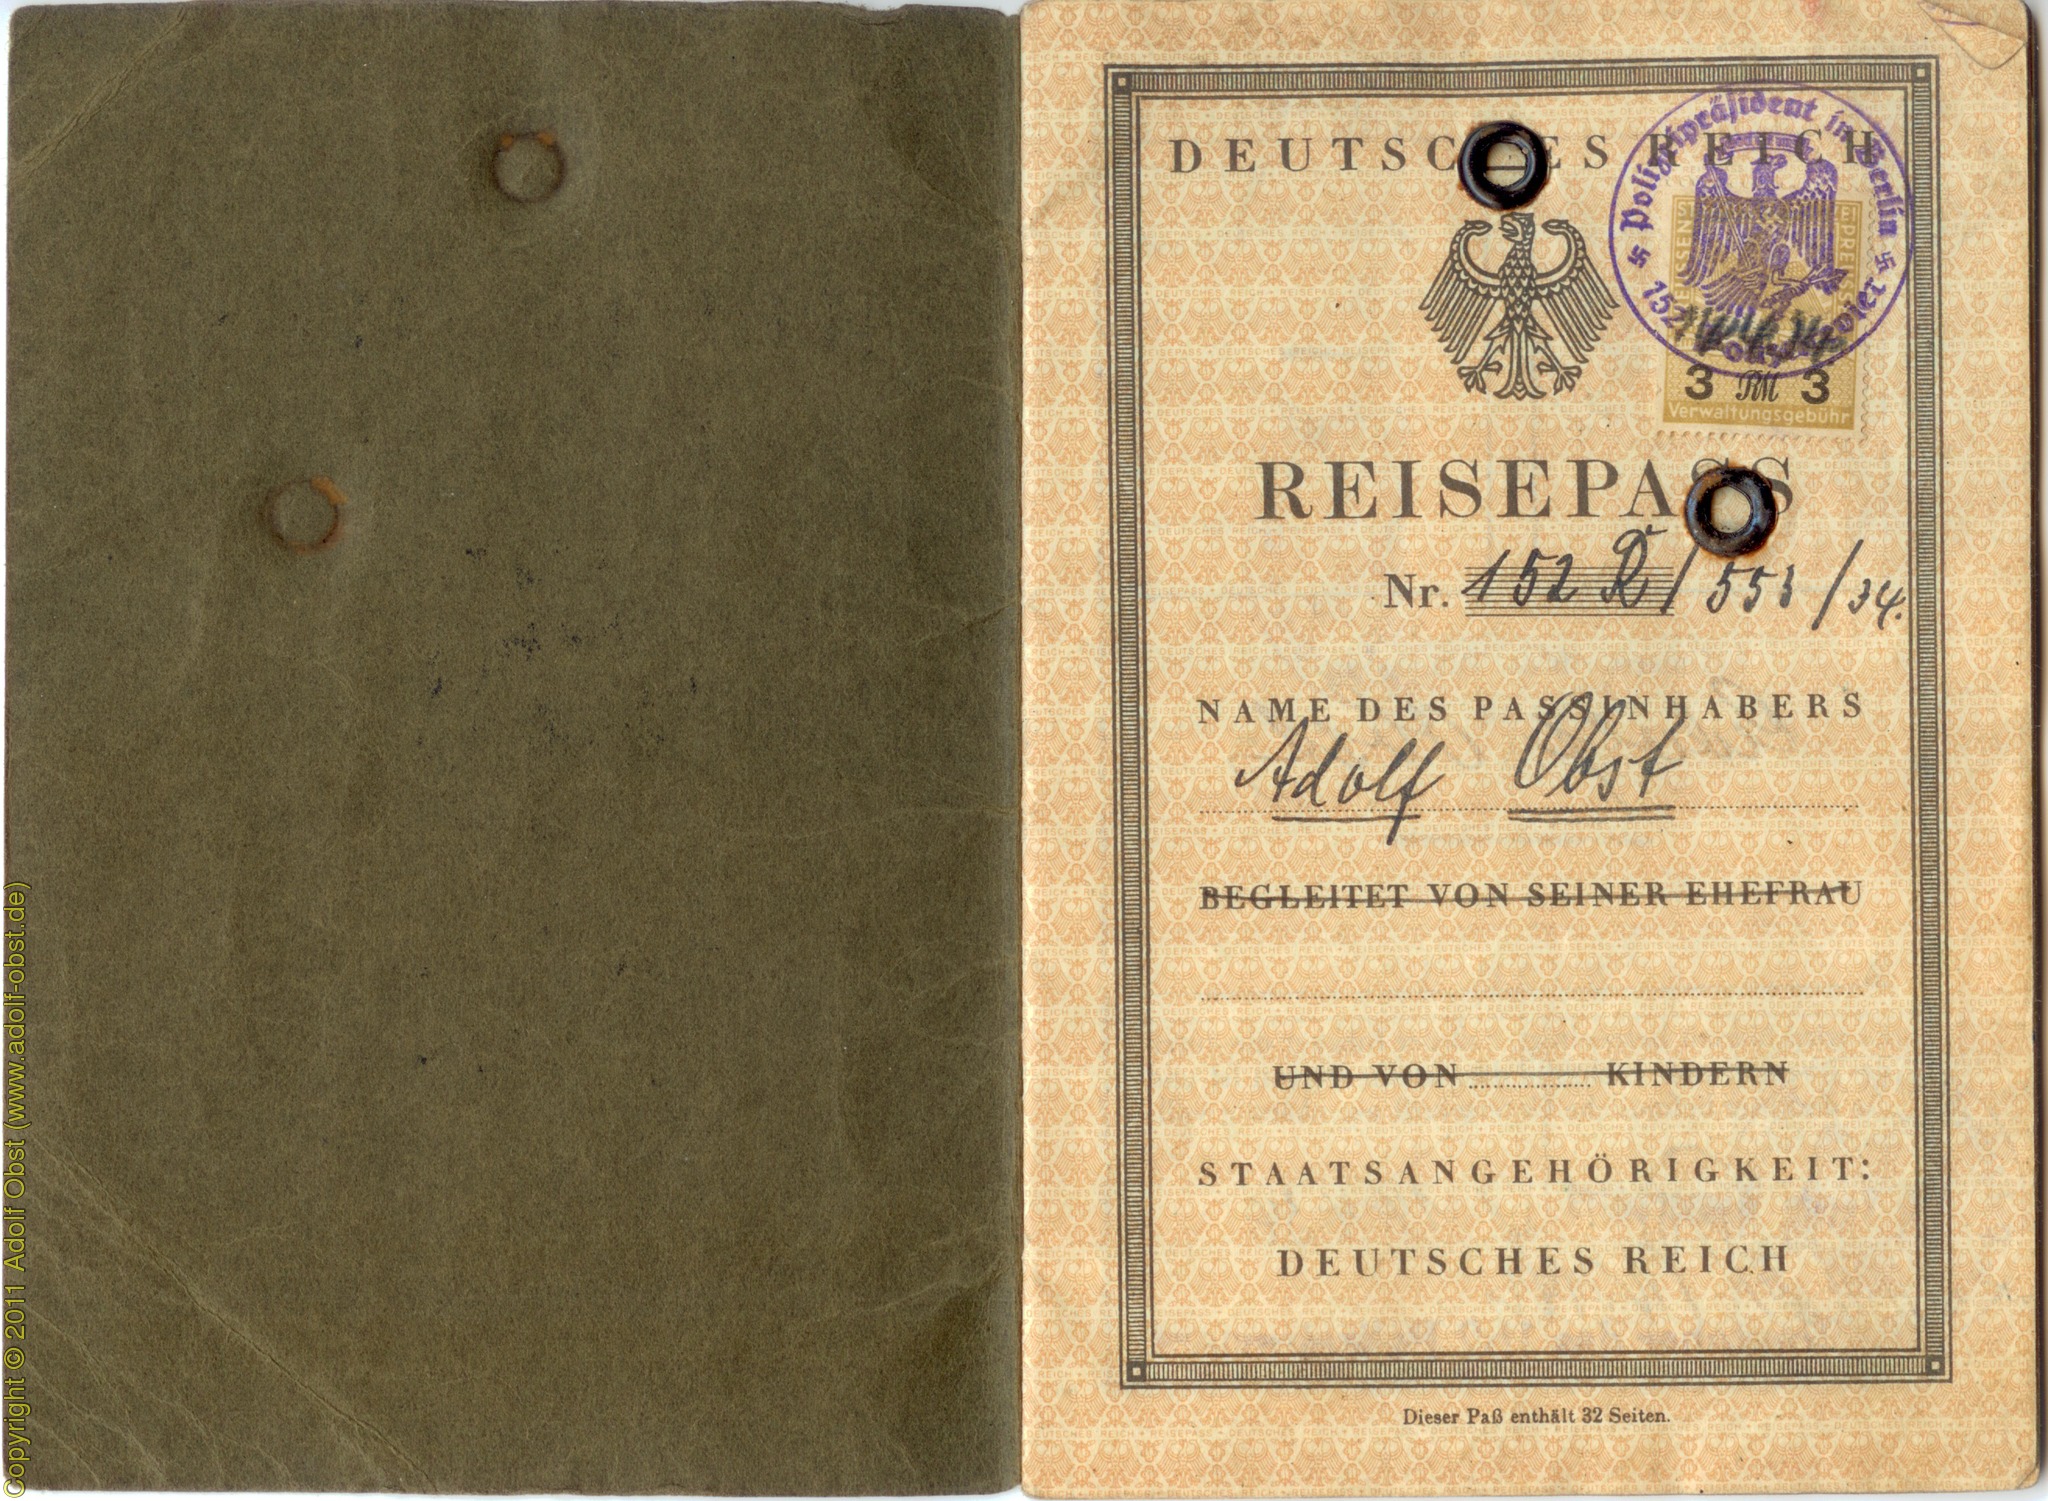 DEUTSCHES REICH
Polizeipräsident in Berlin
152
3 RM 3
Verwaltungsgebühr
REISEPASS
Nr. 152 R / 553 / 34.
NAME DES PASSINHABERS
Adolf Obst
BEGLEITET VON SEINER EHEFRAU
UND VON KINDERN
STAATSANGEHÖRIGKEIT:
DEUTSCHES REICH
Dieser Paß enthält 32 Seiten.
Copyright © 2011 Adolf Obst (www.adolf-obst.de)